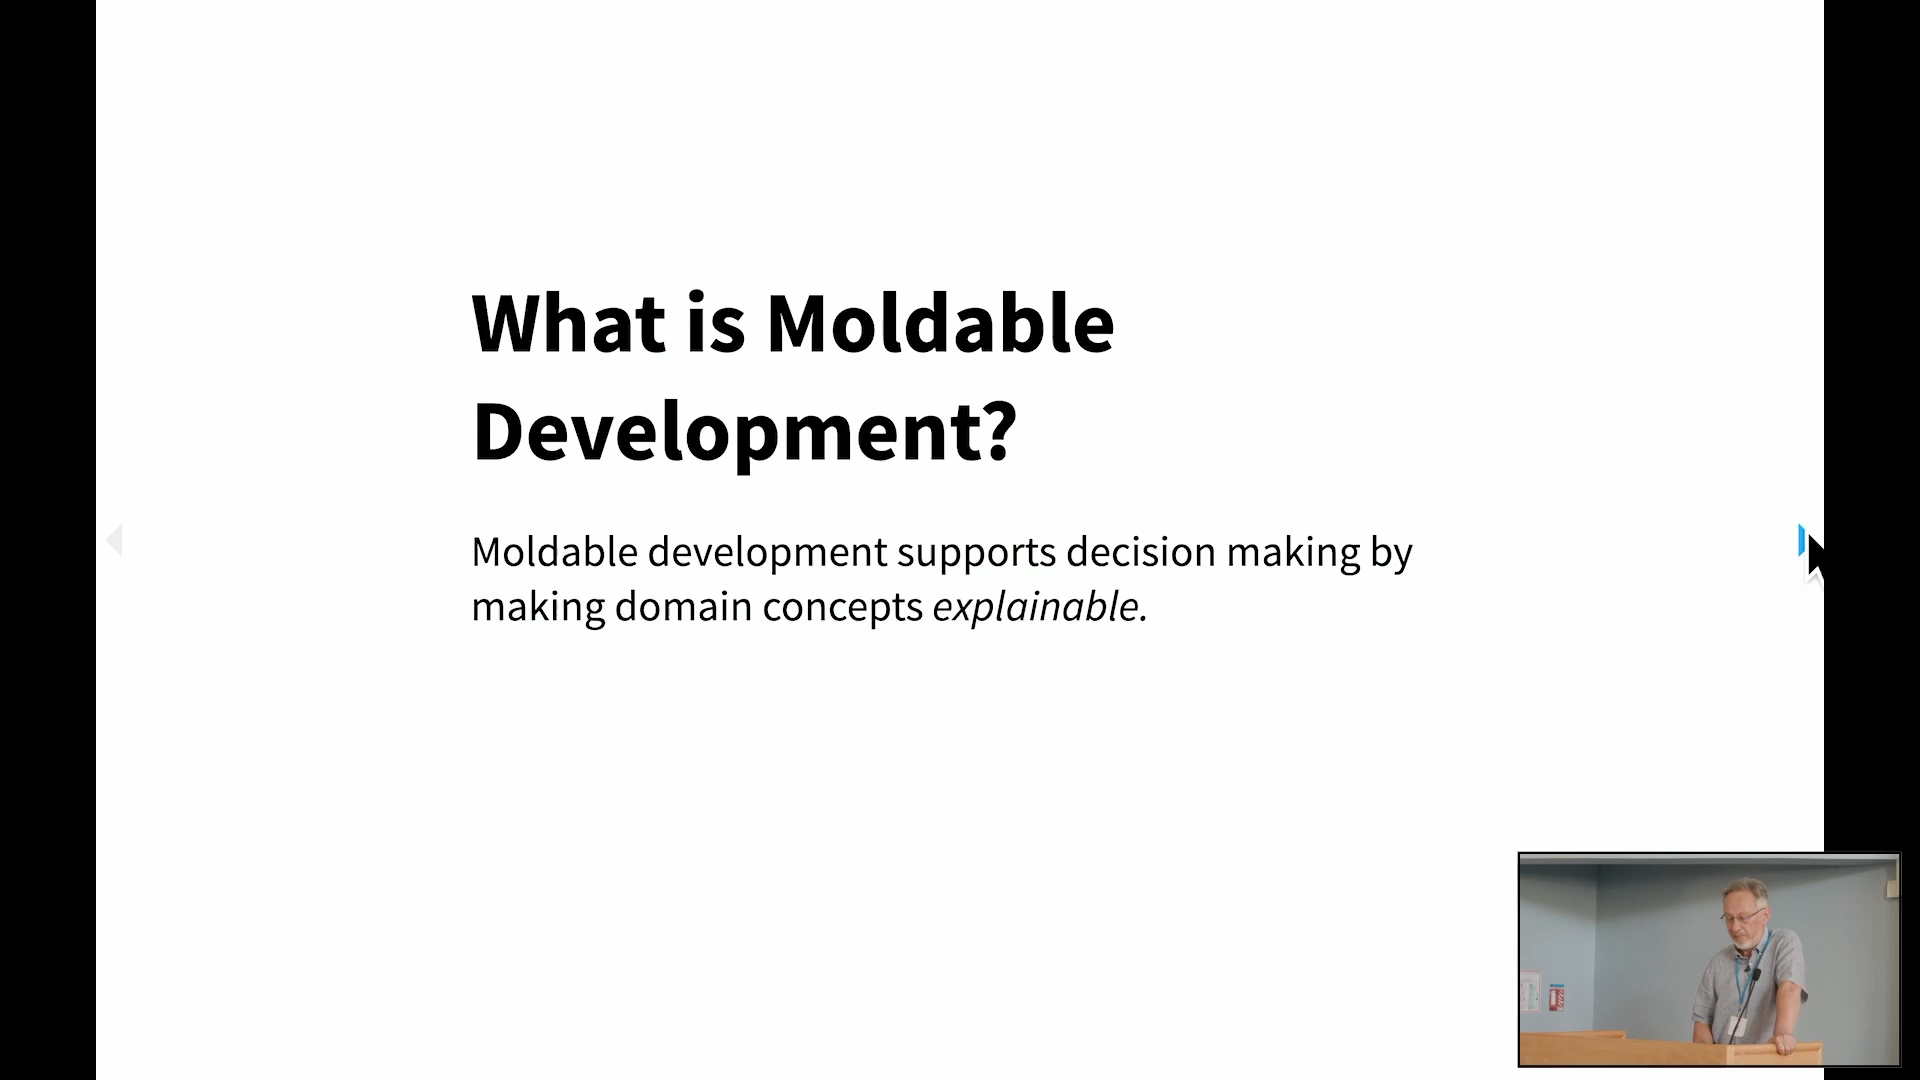 What is Moldable
Development?
Moldable development supports decision making by
making domain concepts explainable.